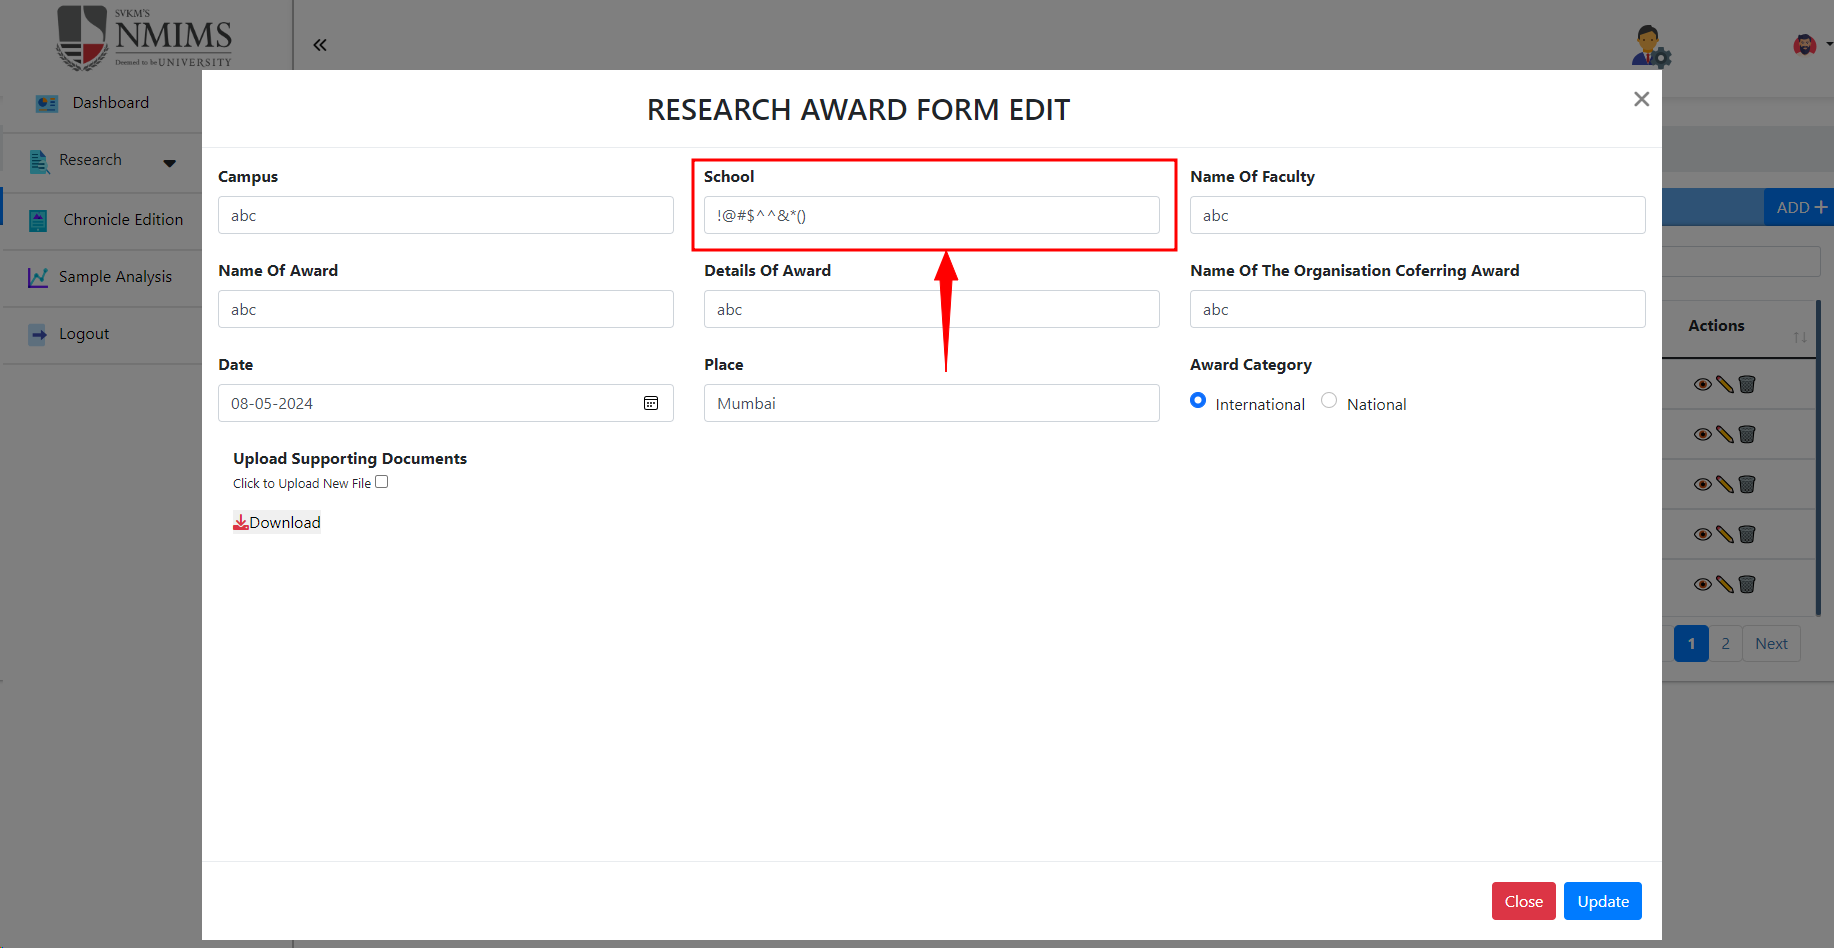 SVKM'S
NMIMS
Deemed to be UNIVERSITY
Dashboard
Research
Chronicle Edition
Sample Analysis
Logout
RESEARCH AWARD FORM EDIT
Campus School Name Of Faculty
abc !@#$^^&*() abc
Name Of Award Details Of Award Name Of The Organisation Coferring Award
abc abc abc
Date Place Award Category
08-05-2024 Mumbai International National
Upload Supporting Documents
Click to Upload New File
Download
ADD
Actions
1 2 Next
Close Update